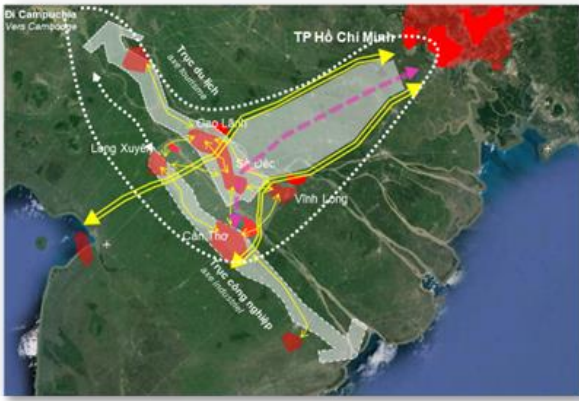 Đi Campuchia
Vers Cambodge
TP Hồ Chí Minh
Trục du lịch
axe tourisme
Cao Lãnh
Long Xuyên
Sa Đéc
Vĩnh Long
Cần Thơ
Trục công nghiệp
axe industriel